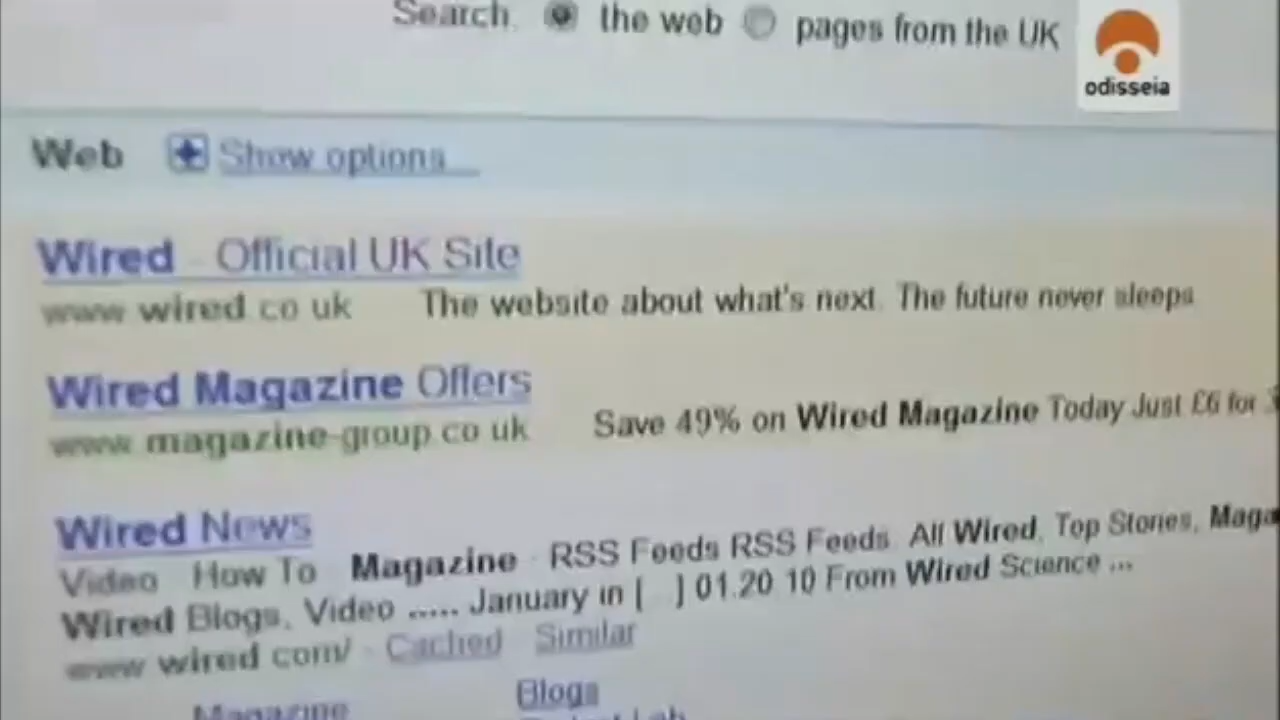 Search: the web pages from the UK
odisseia
Web Show options...
Wired - Official UK Site
www.wired.co.uk The website about what's next. The future never sleeps
Wired Magazine Offers
www.magazine-group.co.uk Save 49% on Wired Magazine Today Just £6 for
Wired News
Video · How To · Magazine · RSS Feeds RSS Feeds. All Wired, Top Stories,
Wired Blogs, Video ..... January in [...] 01.20.10 From Wired Science ...
www.wired.com/ - Cached - Similar
Magazine Blogs